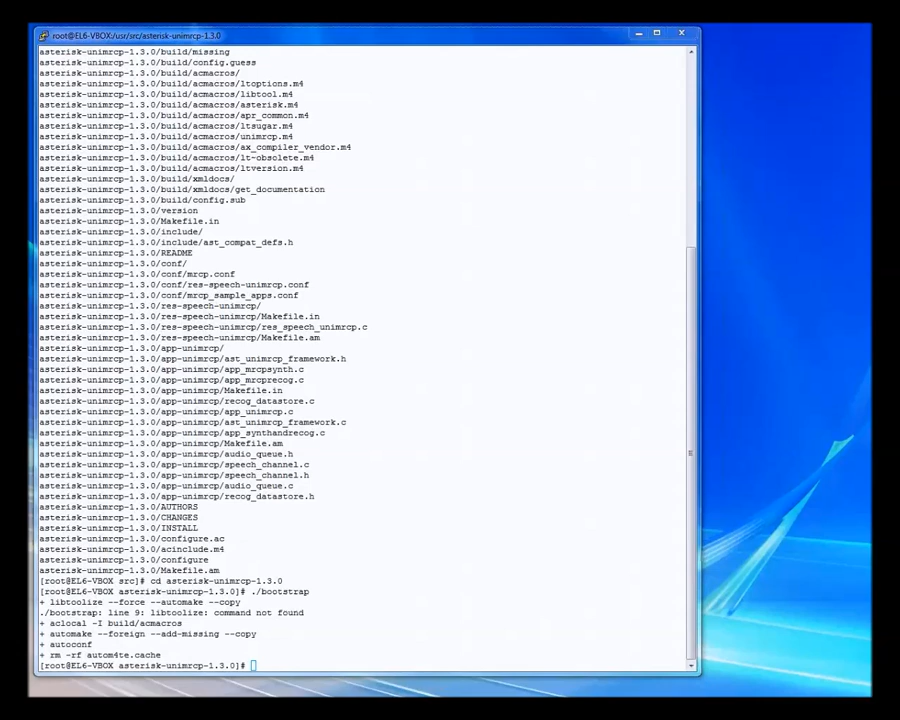 root@EL6-VBOX:/usr/src/asterisk-unimrcp-1.3.0
asterisk-unimrcp-1.3.0/build/missing
asterisk-unimrcp-1.3.0/build/config.guess
asterisk-unimrcp-1.3.0/build/acmacros/
asterisk-unimrcp-1.3.0/build/acmacros/ltoptions.m4
asterisk-unimrcp-1.3.0/build/acmacros/libtool.m4
asterisk-unimrcp-1.3.0/build/acmacros/asterisk.m4
asterisk-unimrcp-1.3.0/build/acmacros/apr_common.m4
asterisk-unimrcp-1.3.0/build/acmacros/ltsugar.m4
asterisk-unimrcp-1.3.0/build/acmacros/unimrcp.m4
asterisk-unimrcp-1.3.0/build/acmacros/ax_compiler_vendor.m4
asterisk-unimrcp-1.3.0/build/acmacros/lt~obsolete.m4
asterisk-unimrcp-1.3.0/build/acmacros/ltversion.m4
asterisk-unimrcp-1.3.0/build/xmldocs/
asterisk-unimrcp-1.3.0/build/xmldocs/get_documentation
asterisk-unimrcp-1.3.0/build/config.sub
asterisk-unimrcp-1.3.0/version
asterisk-unimrcp-1.3.0/Makefile.in
asterisk-unimrcp-1.3.0/include/
asterisk-unimrcp-1.3.0/include/ast_compat_defs.h
asterisk-unimrcp-1.3.0/README
asterisk-unimrcp-1.3.0/conf/
asterisk-unimrcp-1.3.0/conf/mrcp.conf
asterisk-unimrcp-1.3.0/conf/res-speech-unimrcp.conf
asterisk-unimrcp-1.3.0/conf/mrcp_sample_apps.conf
asterisk-unimrcp-1.3.0/res-speech-unimrcp/
asterisk-unimrcp-1.3.0/res-speech-unimrcp/Makefile.in
asterisk-unimrcp-1.3.0/res-speech-unimrcp/res_speech_unimrcp.c
asterisk-unimrcp-1.3.0/res-speech-unimrcp/Makefile.am
asterisk-unimrcp-1.3.0/app-unimrcp/
asterisk-unimrcp-1.3.0/app-unimrcp/ast_unimrcp_framework.h
asterisk-unimrcp-1.3.0/app-unimrcp/app_mrcpsynth.c
asterisk-unimrcp-1.3.0/app-unimrcp/app_mrcprecog.c
asterisk-unimrcp-1.3.0/app-unimrcp/Makefile.in
asterisk-unimrcp-1.3.0/app-unimrcp/recog_datastore.c
asterisk-unimrcp-1.3.0/app-unimrcp/app_unimrcp.c
asterisk-unimrcp-1.3.0/app-unimrcp/ast_unimrcp_framework.c
asterisk-unimrcp-1.3.0/app-unimrcp/app_synthandrecog.c
asterisk-unimrcp-1.3.0/app-unimrcp/Makefile.am
asterisk-unimrcp-1.3.0/app-unimrcp/audio_queue.h
asterisk-unimrcp-1.3.0/app-unimrcp/speech_channel.c
asterisk-unimrcp-1.3.0/app-unimrcp/speech_channel.h
asterisk-unimrcp-1.3.0/app-unimrcp/audio_queue.c
asterisk-unimrcp-1.3.0/app-unimrcp/recog_datastore.h
asterisk-unimrcp-1.3.0/AUTHORS
asterisk-unimrcp-1.3.0/CHANGES
asterisk-unimrcp-1.3.0/INSTALL
asterisk-unimrcp-1.3.0/configure.ac
asterisk-unimrcp-1.3.0/acinclude.m4
asterisk-unimrcp-1.3.0/configure
asterisk-unimrcp-1.3.0/Makefile.am
[root@EL6-VBOX src]# cd asterisk-unimrcp-1.3.0
[root@EL6-VBOX asterisk-unimrcp-1.3.0]# ./bootstrap
+ libtoolize --force --automake --copy
./bootstrap: line 9: libtoolize: command not found
+ aclocal -I build/acmacros
+ automake --foreign --add-missing --copy
+ autoconf
+ rm -rf autom4te.cache
[root@EL6-VBOX asterisk-unimrcp-1.3.0]#